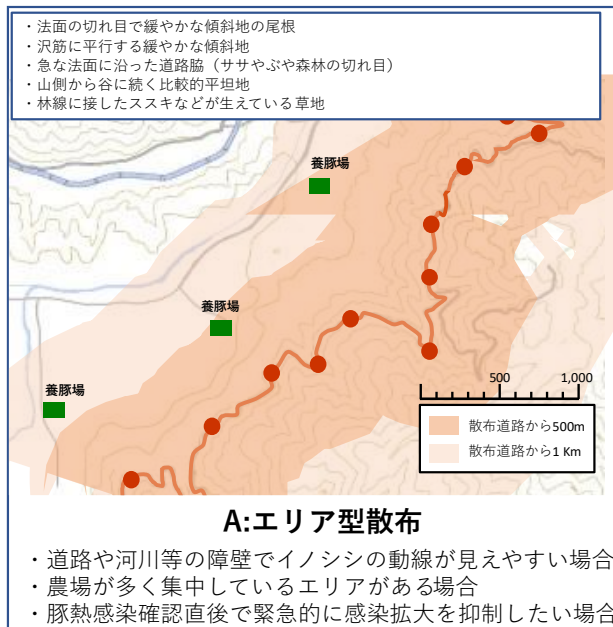 ・法面の切れ目で緩やかな傾斜地の尾根
・沢筋に平行する緩やかな傾斜地
・急な法面に沿った道路脇（ササやぶや森林の切れ目）
・山側から谷に続く比較的平坦地
・林線に接したススキなどが生えている草地
養豚場
養豚場
養豚場
500 1,000
散布道路から500m
散布道路から1 Km
A:エリア型散布
・道路や河川等の障壁でイノシシの動線が見えやすい場合
・農場が多く集中しているエリアがある場合
・豚熱感染確認直後で緊急的に感染拡大を抑制したい場合